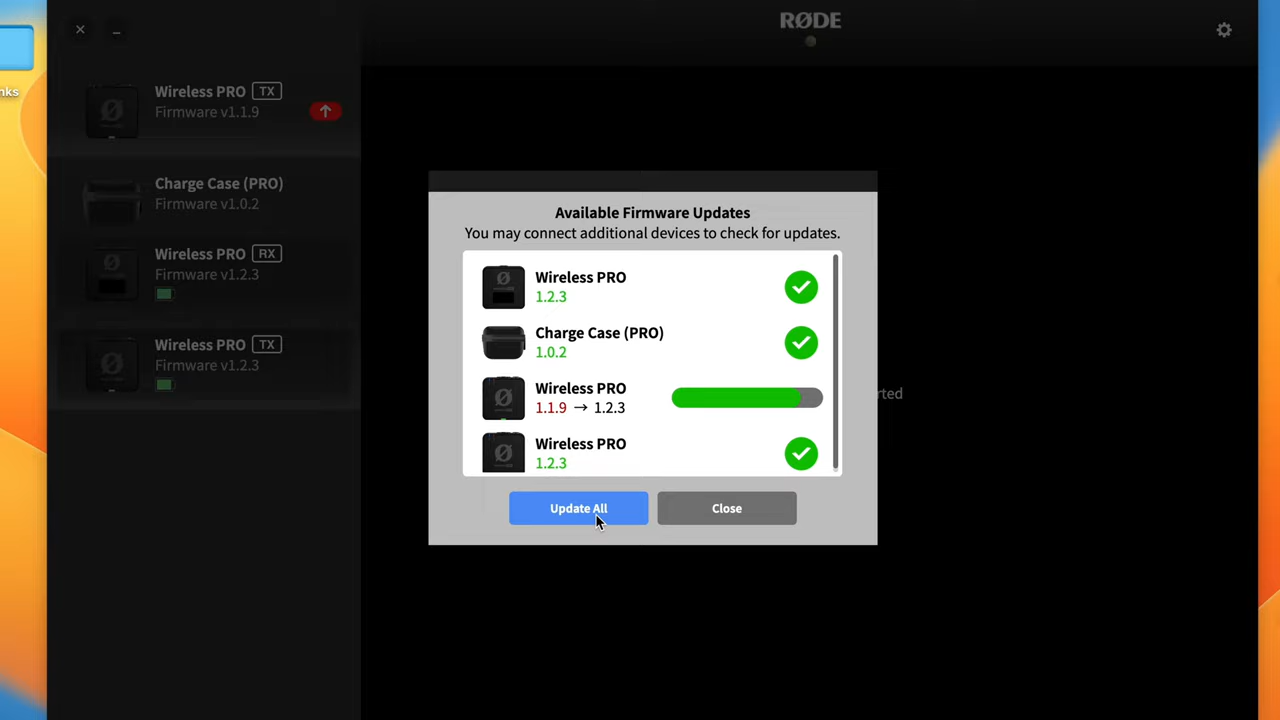 nks
RØDE
Wireless PRO TX
Firmware v1.1.9
Charge Case (PRO)
Firmware v1.0.2
Wireless PRO RX
Firmware v1.2.3
Wireless PRO TX
Firmware v1.2.3
Available Firmware Updates
You may connect additional devices to check for updates.
Wireless PRO
1.2.3
Charge Case (PRO)
1.0.2
Wireless PRO
1.1.9 → 1.2.3
Wireless PRO
1.2.3
rted
Update All
Close